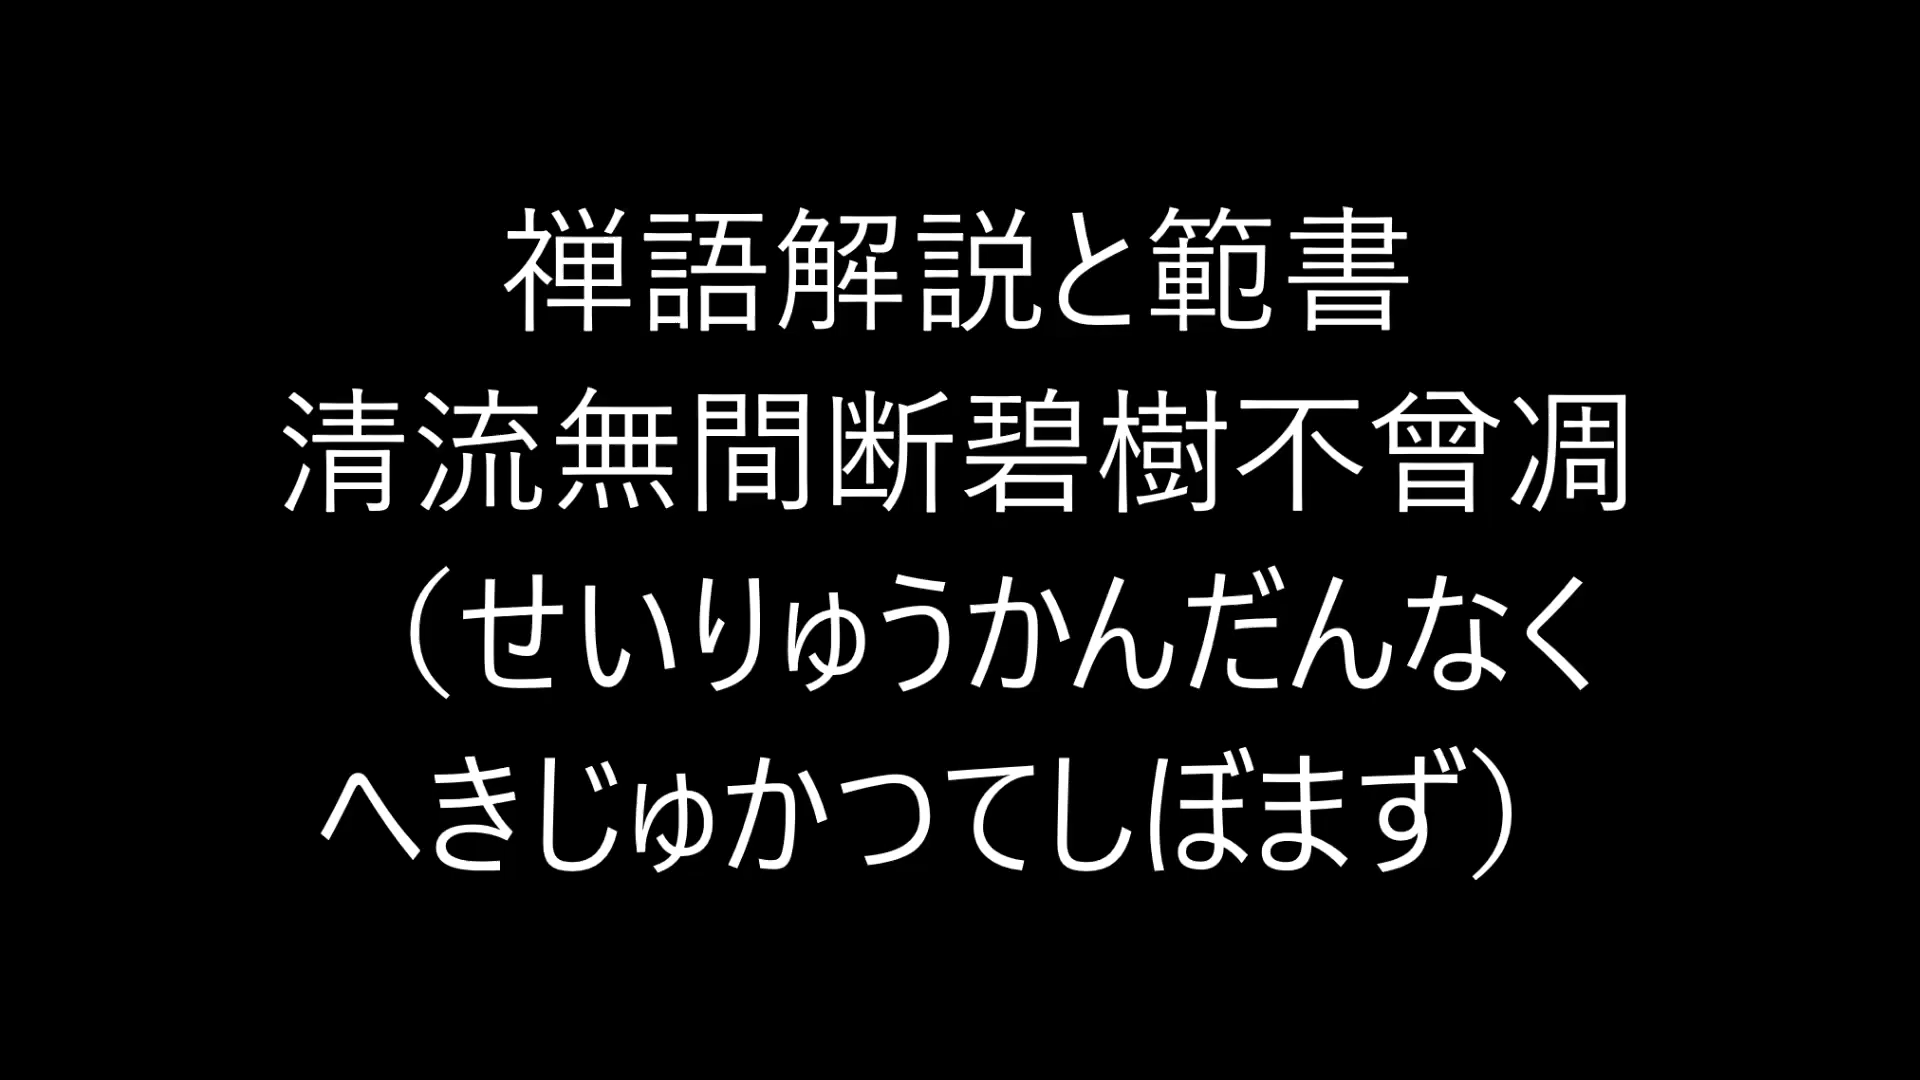 禅語解説と範書
清流無間断碧樹不曾凋
（せいりゅうかんだんなく
へきじゅかつてしぼまず）